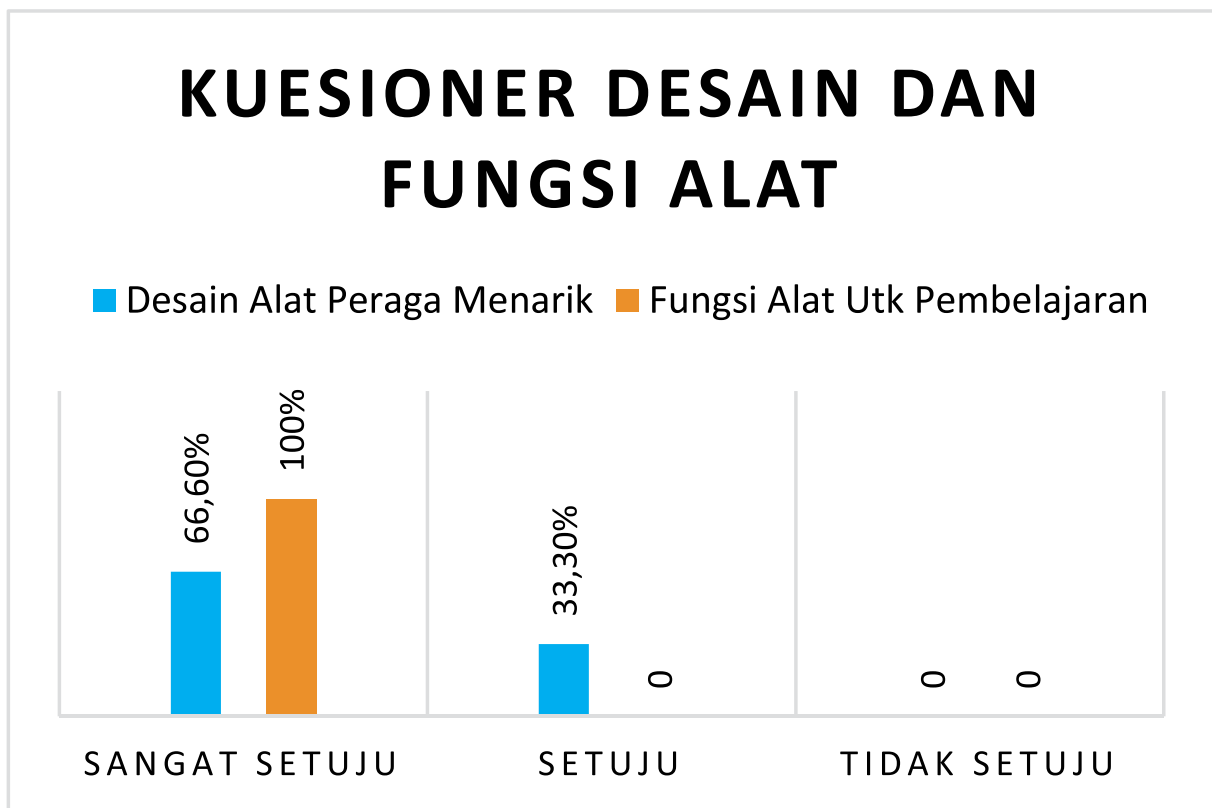 KUESIONER DESAIN DAN
FUNGSI ALAT
Desain Alat Peraga Menarik Fungsi Alat Utk Pembelajaran
66,60%
100%
33,30%
0
0
0
SANGAT SETUJU SETUJU TIDAK SETUJU